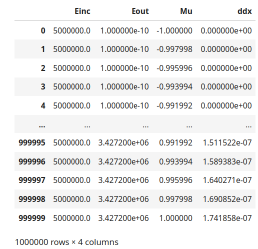 Einc Eout Mu ddx
0 5000000.0 1.000000e-10 -1.000000 0.000000e+00
1 5000000.0 1.000000e-10 -0.997998 0.000000e+00
2 5000000.0 1.000000e-10 -0.995996 0.000000e+00
3 5000000.0 1.000000e-10 -0.993994 0.000000e+00
4 5000000.0 1.000000e-10 -0.991992 0.000000e+00
... ... ... ... ...
999995 5000000.0 3.427200e+06 0.991992 1.511522e-07
999996 5000000.0 3.427200e+06 0.993994 1.589383e-07
999997 5000000.0 3.427200e+06 0.995996 1.640271e-07
999998 5000000.0 3.427200e+06 0.997998 1.690852e-07
999999 5000000.0 3.427200e+06 1.000000 1.741858e-07
1000000 rows × 4 columns